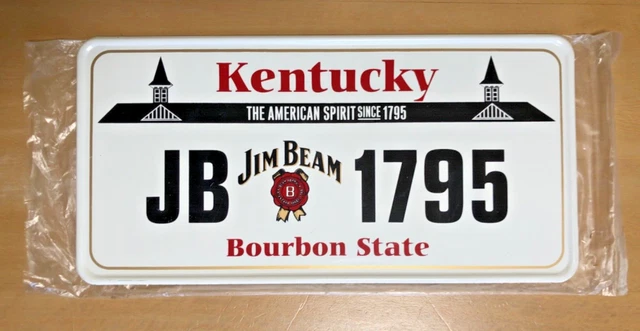 Kentucky
THE AMERICAN SPIRIT SINCE 1795
JB JIM BEAM 1795
B
Bourbon State